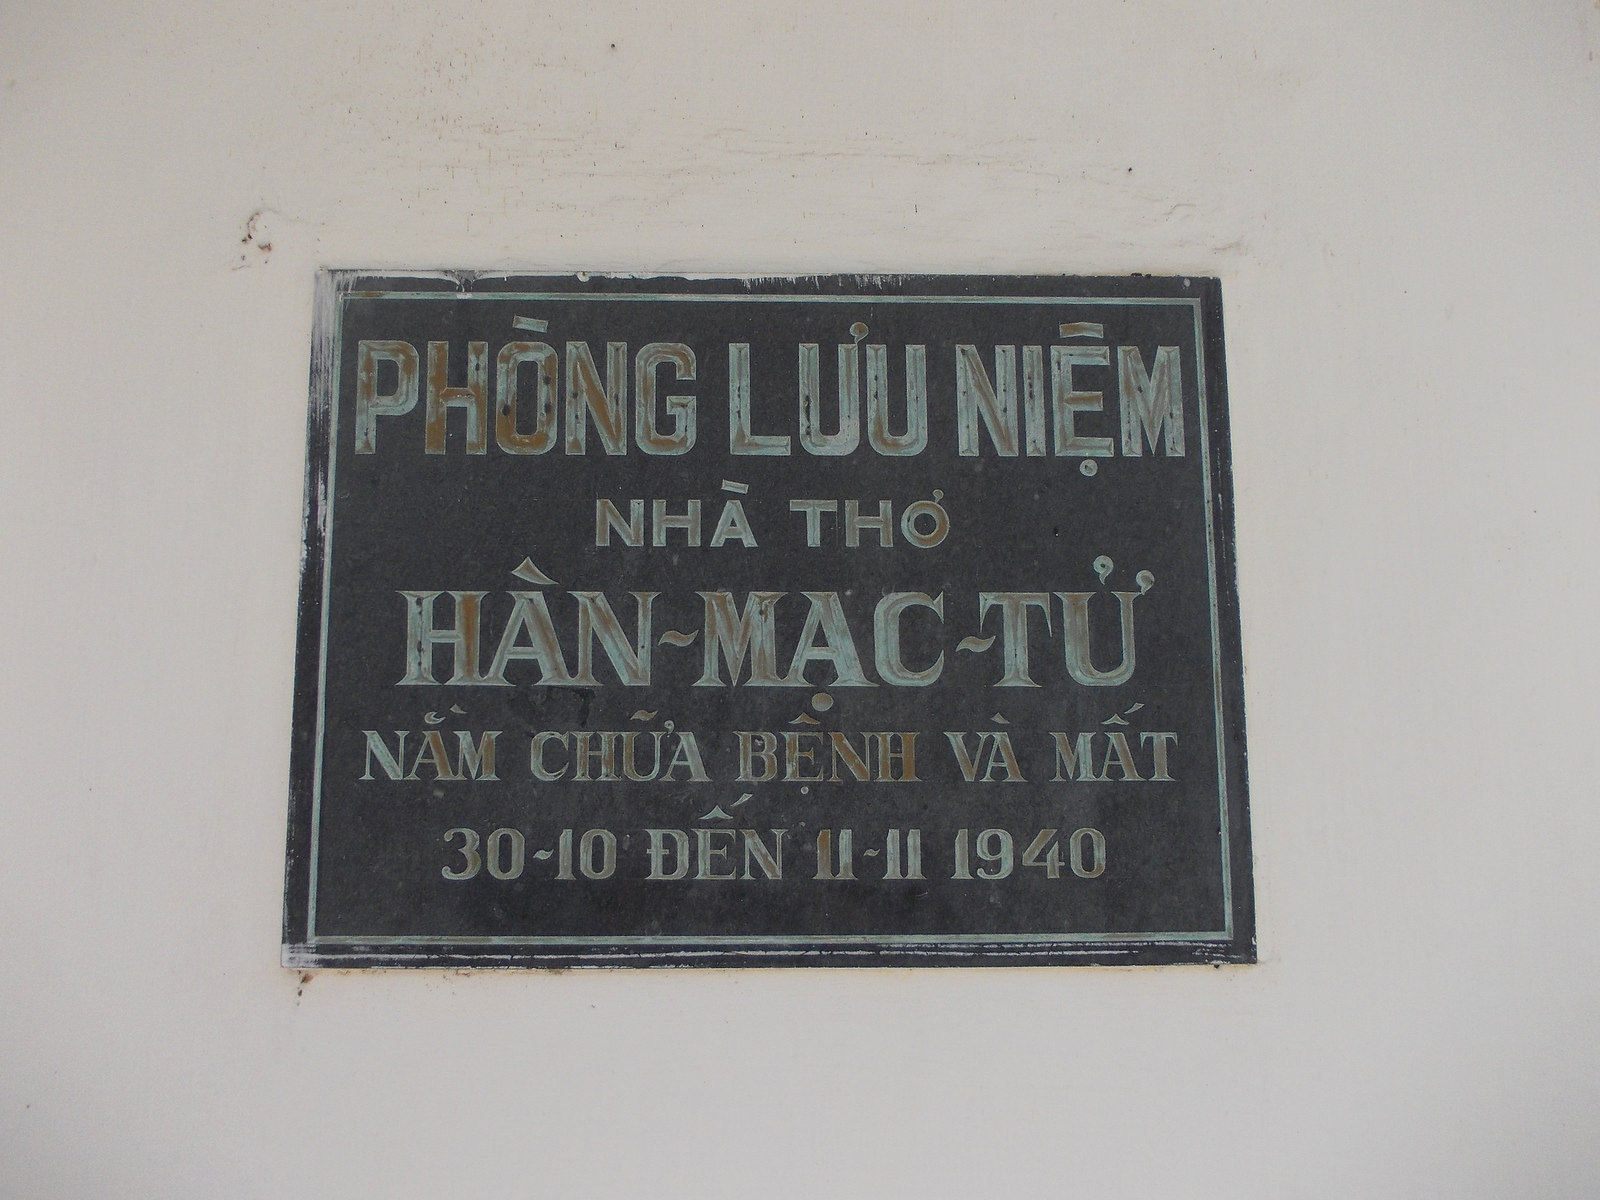 PHÒNG LƯU NIỆM
NHÀ THƠ
HÀN-MẠC-TỬ
NẰM CHỮA BỆNH VÀ MẤT
30-10 ĐẾN 11-11 1940